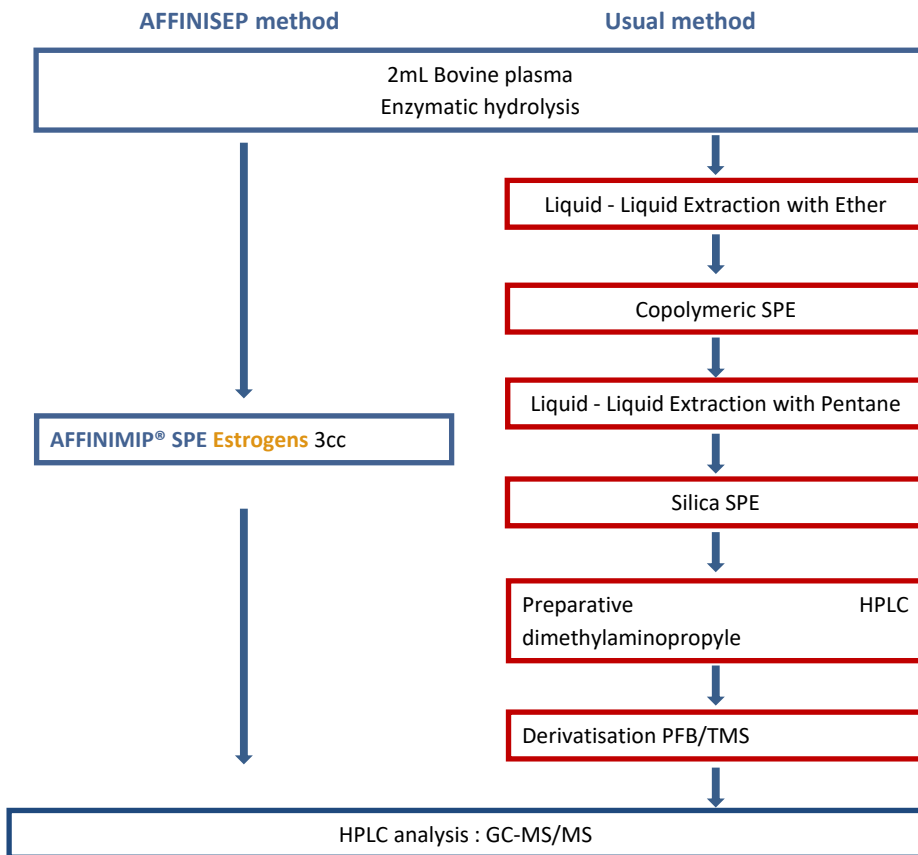 AFFINISEP method
Usual method
2mL Bovine plasma
Enzymatic hydrolysis
Liquid - Liquid Extraction with Ether
Copolymeric SPE
Liquid - Liquid Extraction with Pentane
AFFINIMIP® SPE Estrogens 3cc
Silica SPE
Preparative HPLC
dimethylaminopropyle
Derivatisation PFB/TMS
HPLC analysis : GC-MS/MS